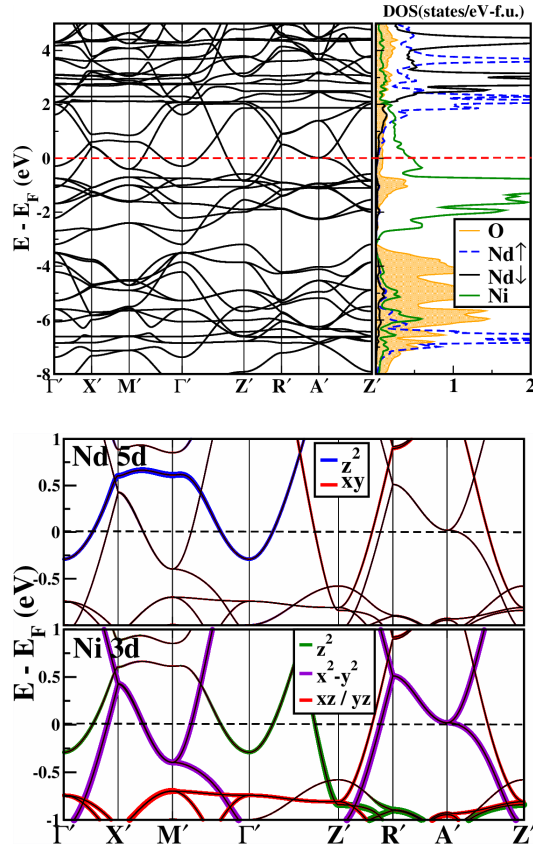 DOS(states/eV-f.u.)
E - E_F (eV)
4
2
0
-2
-4
-6
-8
Γ′ X′ M′ Γ′ Z′ R′ A′ Z′
1 2
O
Nd↑
Nd↓
Ni
E - E_F (eV)
Nd 5d
z²
xy
1
0.5
0
-0.5
Ni 3d
z²
x²-y²
xz / yz
1
0.5
0
-0.5
-1
Γ′ X′ M′ Γ′ Z′ R′ A′ Z′